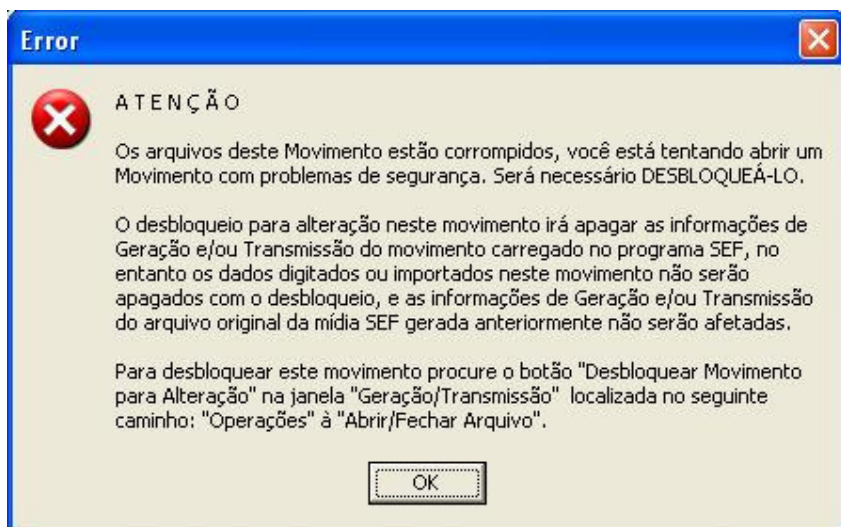 Error
ATENÇÃO
Os arquivos deste Movimento estão corrompidos, você está tentando abrir um
Movimento com problemas de segurança. Será necessário DESBLOQUEÁ-LO.
O desbloqueio para alteração neste movimento irá apagar as informações de
Geração e/ou Transmissão do movimento carregado no programa SEF, no
entanto os dados digitados ou importados neste movimento não serão
apagados com o desbloqueio, e as informações de Geração e/ou Transmissão
do arquivo original da mídia SEF gerada anteriormente não serão afetadas.
Para desbloquear este movimento procure o botão "Desbloquear Movimento
para Alteração" na janela "Geração/Transmissão" localizada no seguinte
caminho: "Operações" à "Abrir/Fechar Arquivo".
OK